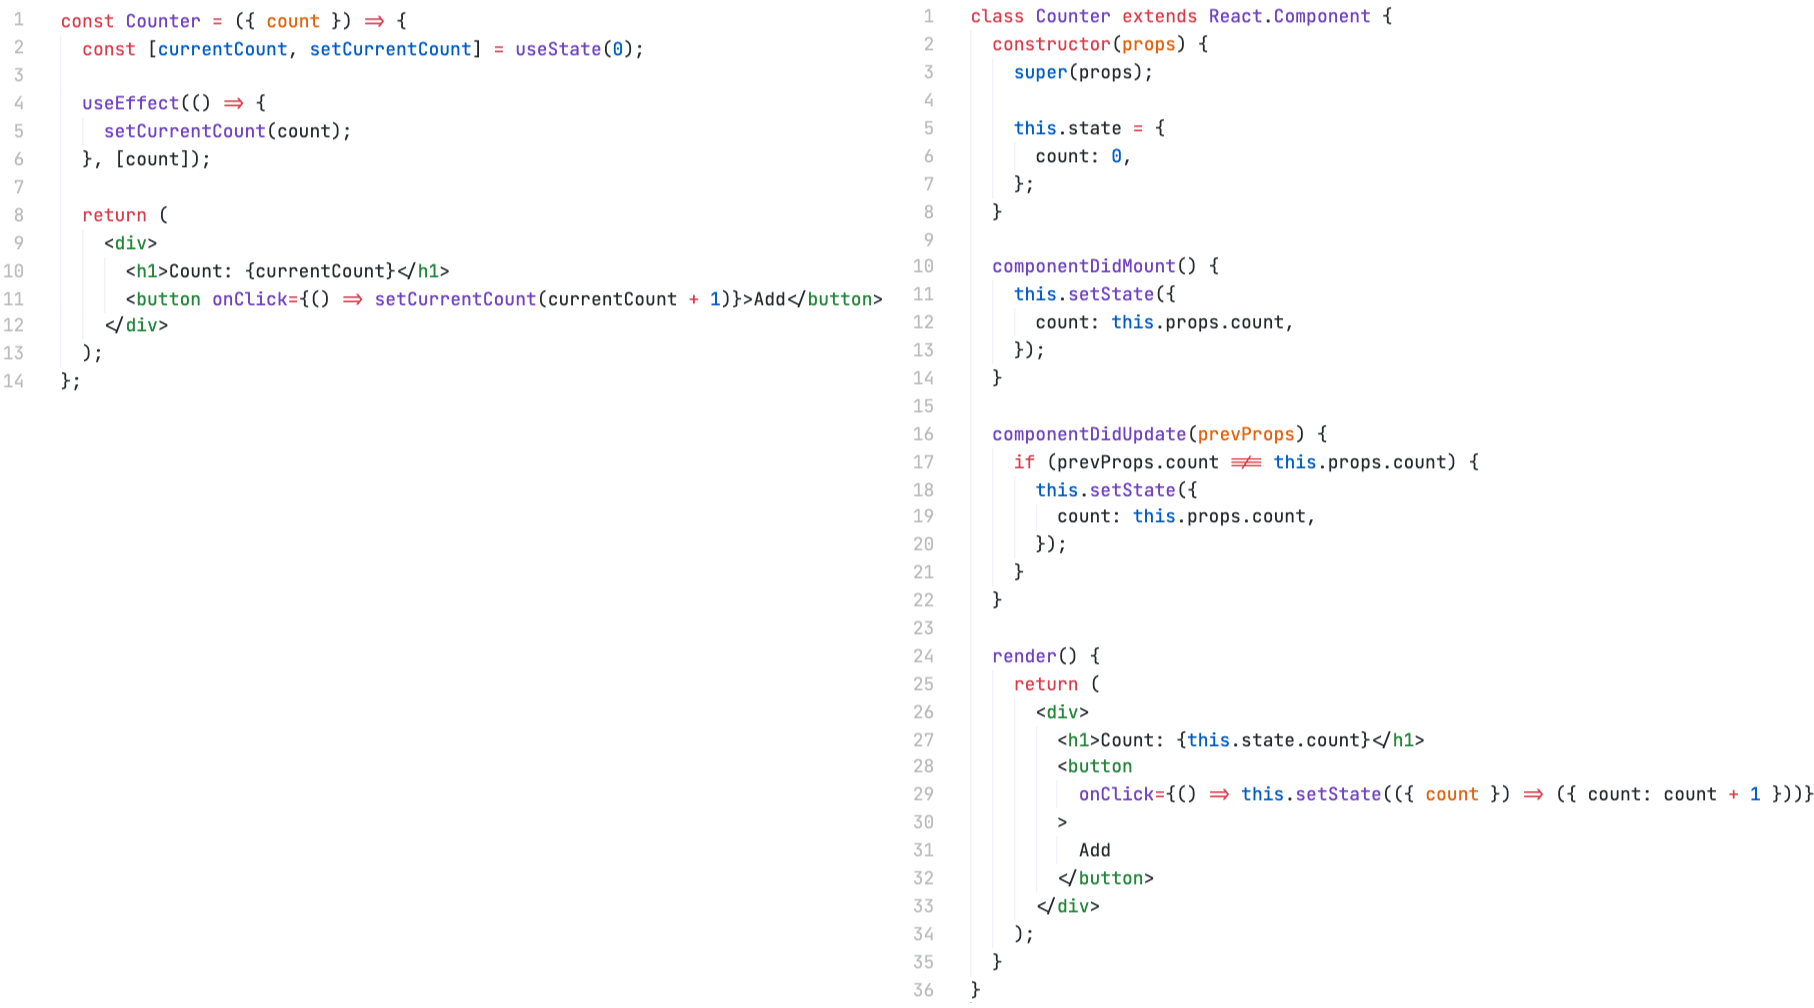 1 const Counter = ({ count }) => {
2 const [currentCount, setCurrentCount] = useState(0);
3
4 useEffect(() => {
5 setCurrentCount(count);
6 }, [count]);
7
8 return (
9 <div>
10 <h1>Count: {currentCount}</h1>
11 <button onClick={() => setCurrentCount(currentCount + 1)}>Add</button>
12 </div>
13 );
14 };
1 class Counter extends React.Component {
2 constructor(props) {
3 super(props);
4
5 this.state = {
6 count: 0,
7 };
8 }
9
10 componentDidMount() {
11 this.setState({
12 count: this.props.count,
13 });
14 }
15
16 componentDidUpdate(prevProps) {
17 if (prevProps.count !== this.props.count) {
18 this.setState({
19 count: this.props.count,
20 });
21 }
22 }
23
24 render() {
25 return (
26 <div>
27 <h1>Count: {this.state.count}</h1>
28 <button
29 onClick={() => this.setState(({ count }) => ({ count: count + 1 }))}
30 >
31 Add
32 </button>
33 </div>
34 );
35 }
36 }